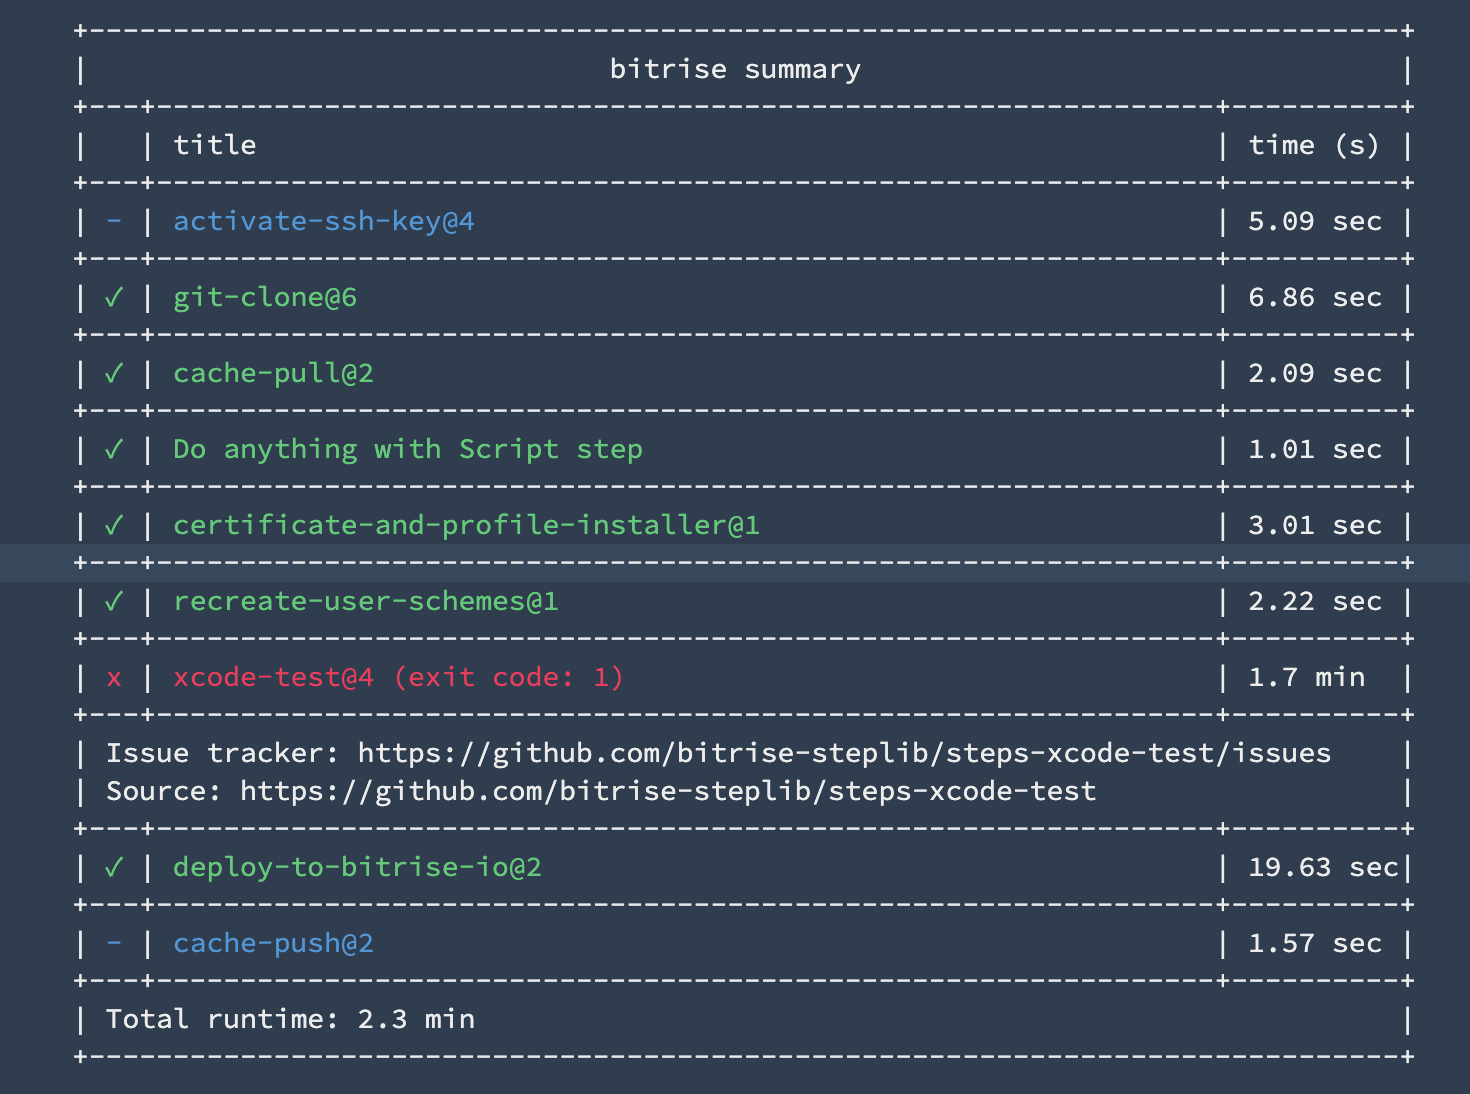 +------------------------------------------------------------------------------+
|                               bitrise summary                                |
+---+---------------------------------------------------------------+----------+
|   | title                                                         | time (s) |
+---+---------------------------------------------------------------+----------+
| - | activate-ssh-key@4                                            | 5.09 sec |
+---+---------------------------------------------------------------+----------+
| ✓ | git-clone@6                                                   | 6.86 sec |
+---+---------------------------------------------------------------+----------+
| ✓ | cache-pull@2                                                  | 2.09 sec |
+---+---------------------------------------------------------------+----------+
| ✓ | Do anything with Script step                                  | 1.01 sec |
+---+---------------------------------------------------------------+----------+
| ✓ | certificate-and-profile-installer@1                           | 3.01 sec |
+---+---------------------------------------------------------------+----------+
| ✓ | recreate-user-schemes@1                                       | 2.22 sec |
+---+---------------------------------------------------------------+----------+
| x | xcode-test@4 (exit code: 1)                                   | 1.7 min  |
+---+---------------------------------------------------------------+----------+
| Issue tracker: https://github.com/bitrise-steplib/steps-xcode-test/issues    |
| Source: https://github.com/bitrise-steplib/steps-xcode-test                  |
+---+---------------------------------------------------------------+----------+
| ✓ | deploy-to-bitrise-io@2                                        | 19.63 sec|
+---+---------------------------------------------------------------+----------+
| - | cache-push@2                                                  | 1.57 sec |
+---+---------------------------------------------------------------+----------+
| Total runtime: 2.3 min                                                       |
+------------------------------------------------------------------------------+